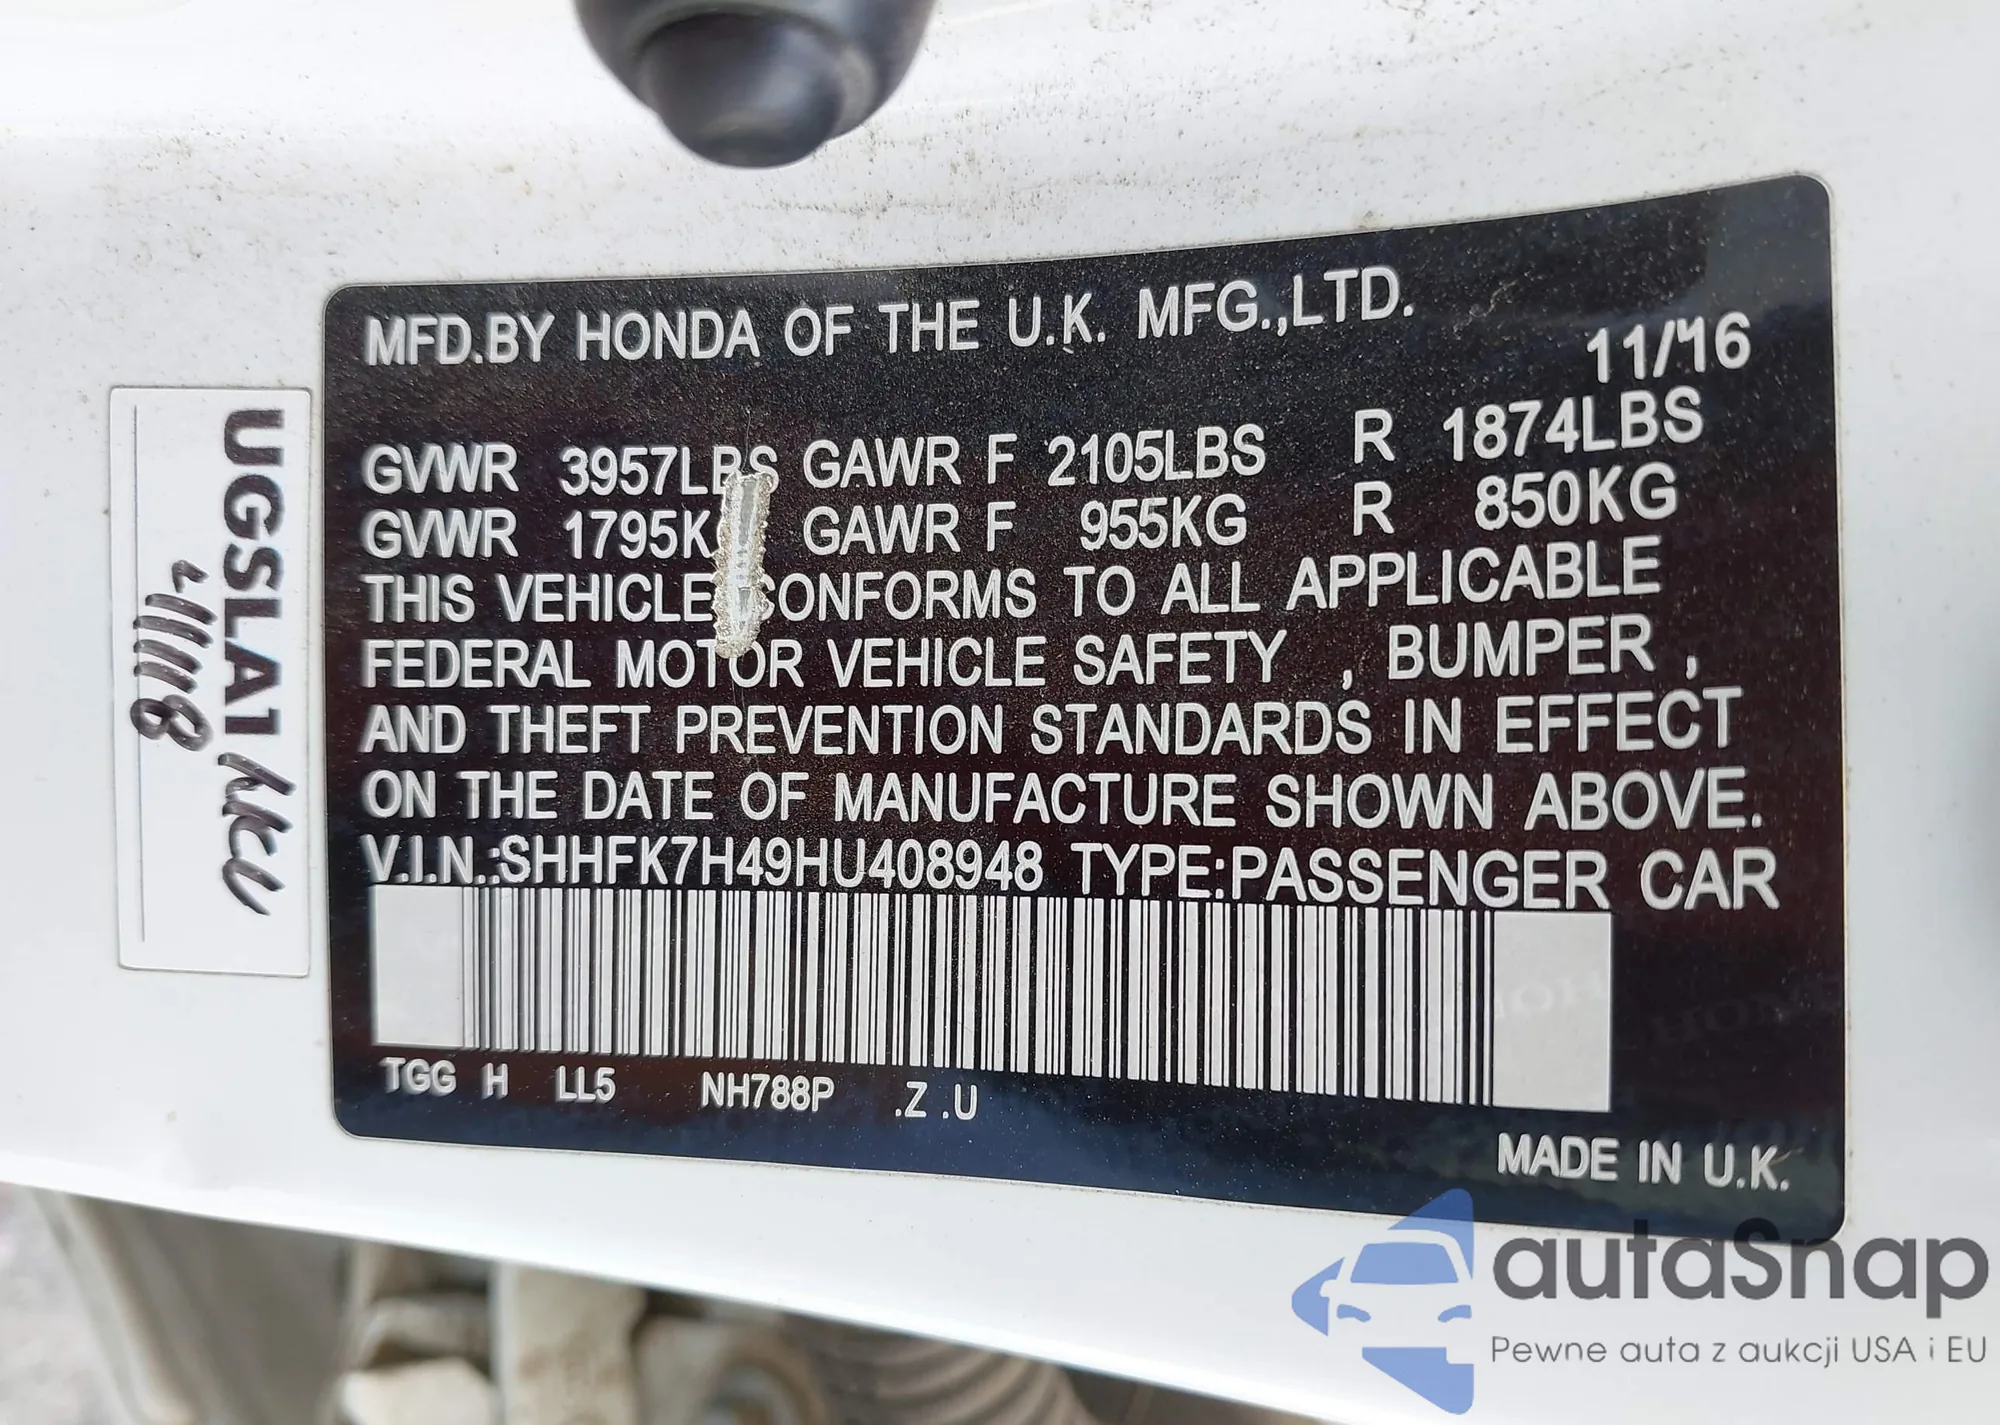 MFD.BY HONDA OF THE U.K. MFG.,LTD.
11/16
GVWR 3957LBS GAWR F 2105LBS R 1874LBS
GVWR 1795K GAWR F 955KG R 850KG
THIS VEHICLE CONFORMS TO ALL APPLICABLE
FEDERAL MOTOR VEHICLE SAFETY , BUMPER ,
AND THEFT PREVENTION STANDARDS IN EFFECT
ON THE DATE OF MANUFACTURE SHOWN ABOVE.
V.I.N.:SHHFK7H49HU408948 TYPE:PASSENGER CAR
TGG H LL5 NH788P .Z .U
MADE IN U.K.
UGSLA1
autaSnap
Pewne auta z aukcji USA i EU